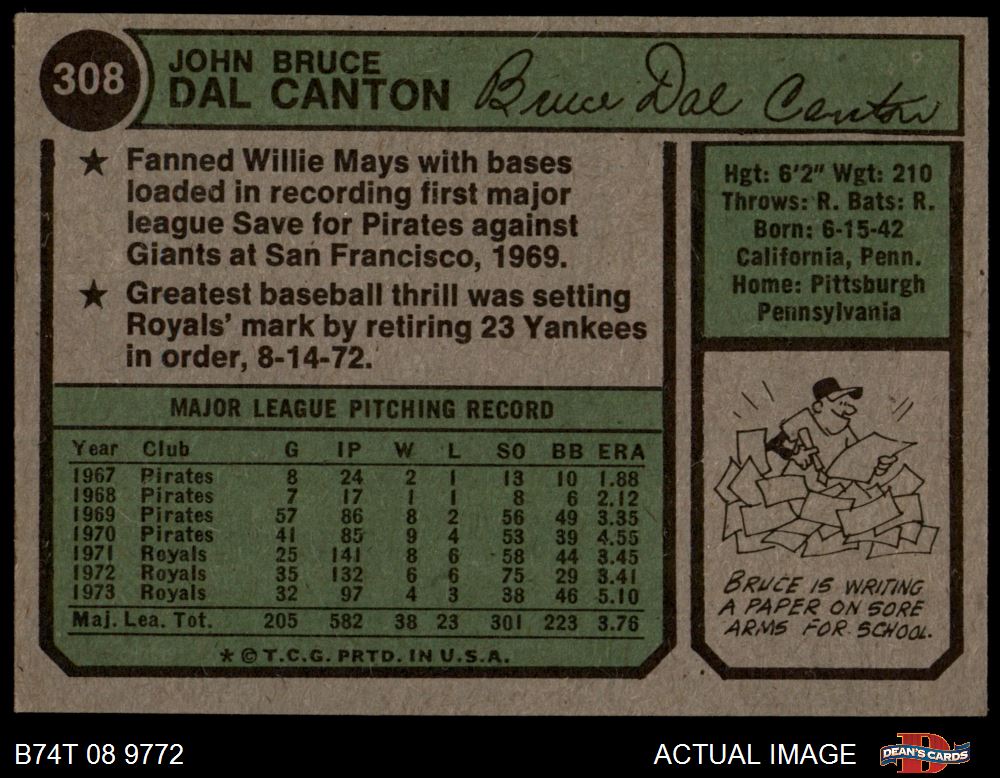 308
JOHN BRUCE
DAL CANTON
Bruce Dal Canton
★ Fanned Willie Mays with bases
loaded in recording first major
league Save for Pirates against
Giants at San Francisco, 1969.
★ Greatest baseball thrill was setting
Royals' mark by retiring 23 Yankees
in order, 8-14-72.
Hgt: 6'2" Wgt: 210
Throws: R. Bats: R.
Born: 6-15-42
California, Penn.
Home: Pittsburgh
Pennsylvania
MAJOR LEAGUE PITCHING RECORD
Year Club G IP W L SO BB ERA
1967 Pirates 8 24 2 1 13 10 1.88
1968 Pirates 7 17 1 1 8 6 2.12
1969 Pirates 57 86 8 2 56 49 3.35
1970 Pirates 41 85 9 4 53 39 4.55
1971 Royals 25 141 8 6 58 44 3.45
1972 Royals 35 132 6 6 75 29 3.41
1973 Royals 32 97 4 3 38 46 5.10
Maj. Lea. Tot. 205 582 38 23 301 223 3.76
★ © T.C.G. PRTD. IN U.S.A.
BRUCE IS WRITING
A PAPER ON SORE
ARMS FOR SCHOOL.
B74T 08 9772
ACTUAL IMAGE
D
DEAN'S CARDS